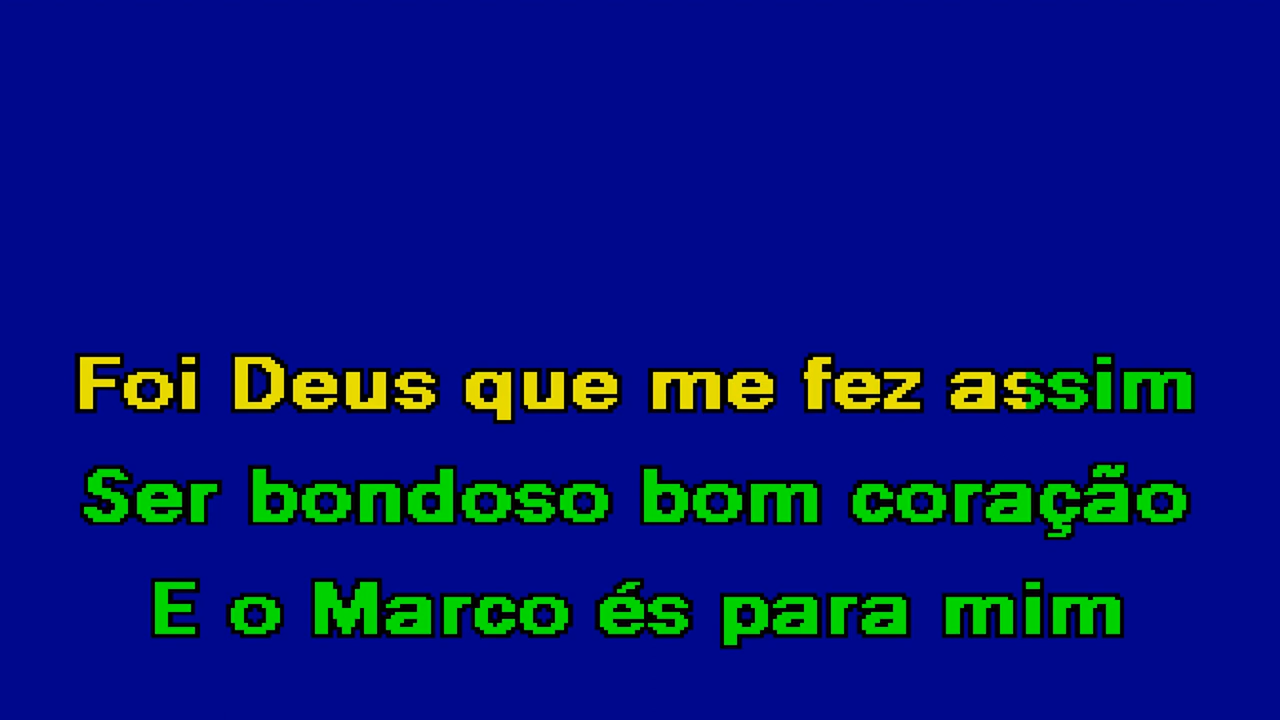 Foi Deus que me fez assim
Ser bondoso bom coração
E o Marco és para mim